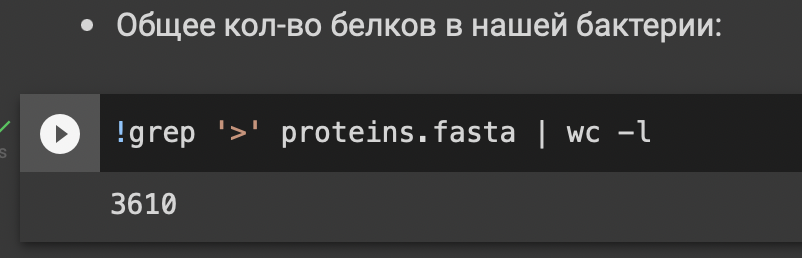 • Общее кол-во белков в нашей бактерии:
!grep '>' proteins.fasta | wc -l
s
3610